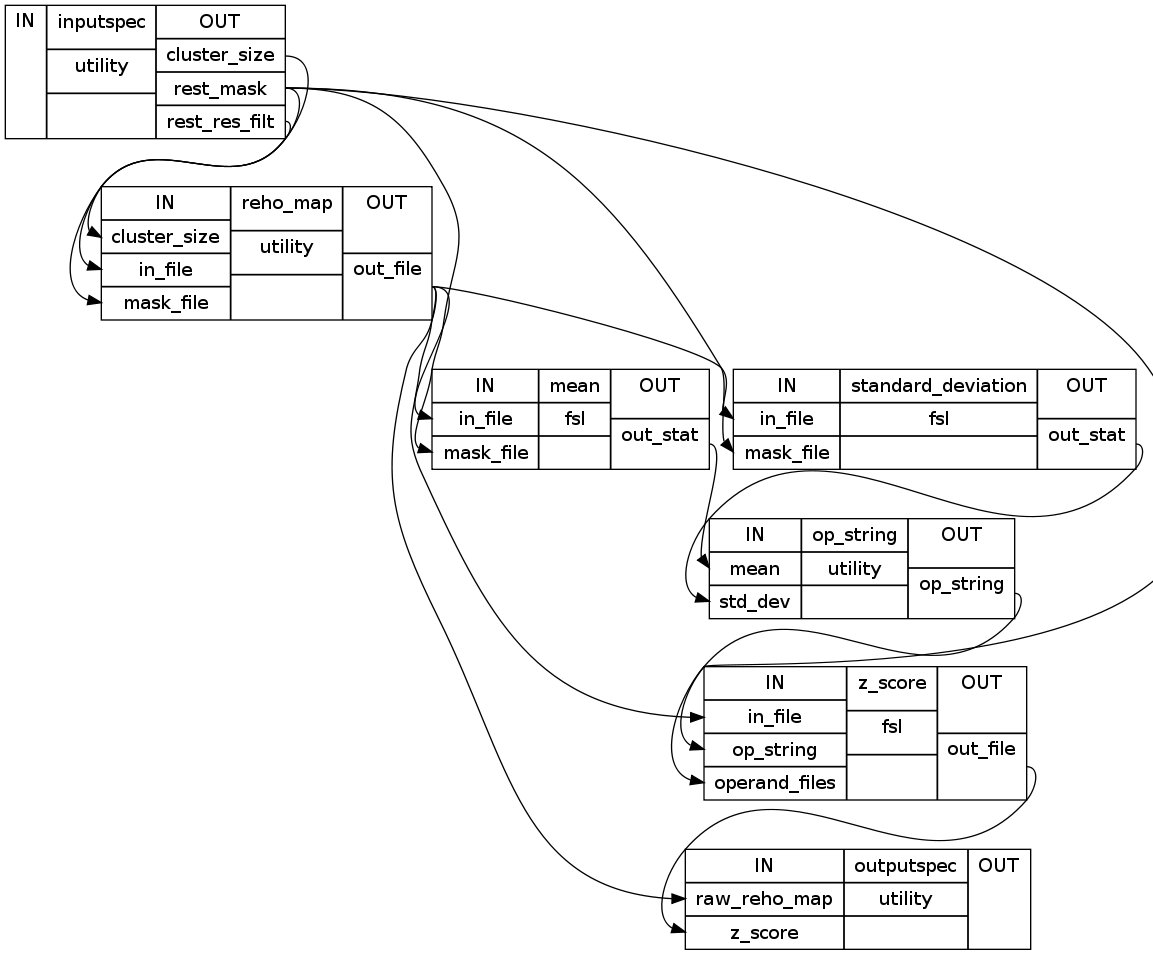 IN inputspec OUT
cluster_size
utility
rest_mask
rest_res_filt
IN reho_map OUT
cluster_size
utility
in_file out_file
mask_file
IN mean OUT
in_file fsl
out_stat
mask_file
IN standard_deviation OUT
in_file fsl
out_stat
mask_file
IN op_string OUT
mean utility
op_string
std_dev
IN z_score OUT
in_file
fsl
op_string out_file
operand_files
IN outputspec OUT
raw_reho_map utility
z_score